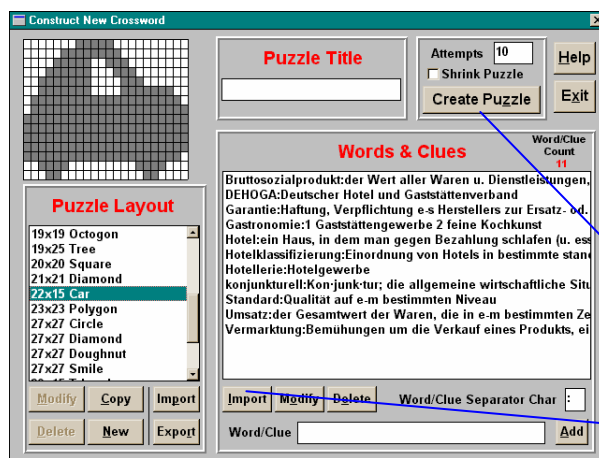 Construct New Crossword
Puzzle Title
Attempts 10
Shrink Puzzle
Create Puzzle
Help
Exit
Words & Clues
Word/Clue
Count
11
Bruttosozialprodukt:der Wert aller Waren u. Dienstleistungen,
DEHOGA:Deutscher Hotel und Gaststättenverband
Garantie:Haftung, Verpflichtung e-s Herstellers zur Ersatz- od.
Gastronomie:1 Gaststättengewerbe 2 feine Kochkunst
Hotel:ein Haus, in dem man gegen Bezahlung schlafen (u. ess
Hotelklassifizierung:Einordnung von Hotels in bestimmte stan
Hotellerie:Hotelgewerbe
konjunkturell:Kon·junk·tur; die allgemeine wirtschaftliche Situ
Standard:Qualität auf e-m bestimmten Niveau
Umsatz:der Gesamtwert der Waren, die in e-m bestimmten Ze
Vermarktung:Bemühungen um die Verkauf eines Produkts, ei
Import Modify Delete Word/Clue Separator Char :
Word/Clue Add
Puzzle Layout
19x19 Octogon
19x25 Tree
20x20 Square
21x21 Diamond
22x15 Car
23x23 Polygon
27x27 Circle
27x27 Diamond
27x27 Doughnut
27x27 Smile
Modify Copy Import
Delete New Export